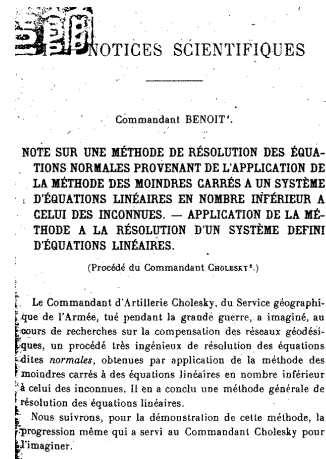 NOTICES SCIENTIFIQUES
Commandant BENOIT¹.
NOTE SUR UNE MÉTHODE DE RÉSOLUTION DES ÉQUA-
TIONS NORMALES PROVENANT DE L'APPLICATION DE
LA MÉTHODE DES MOINDRES CARRÉS A UN SYSTÈME
D'ÉQUATIONS LINÉAIRES EN NOMBRE INFÉRIEUR A
CELUI DES INCONNUES. — APPLICATION DE LA MÉ-
THODE A LA RÉSOLUTION D'UN SYSTÈME DEFINI
D'ÉQUATIONS LINÉAIRES.
(Procédé du Commandant CHOLESKY².)
Le Commandant d'Artillerie Cholesky, du Service géographi-
que de l'Armée, tué pendant la grande guerre, a imaginé, au
cours de recherches sur la compensation des réseaux géodési-
ques, un procédé très ingénieux de résolution des équations
dites normales, obtenues par application de la méthode des
moindres carrés à des équations linéaires en nombre inférieur
à celui des inconnues. Il en a conclu une méthode générale de
résolution des équations linéaires.
Nous suivrons, pour la démonstration de cette méthode, la
progression même qui a servi au Commandant Cholesky pour
l'imaginer.